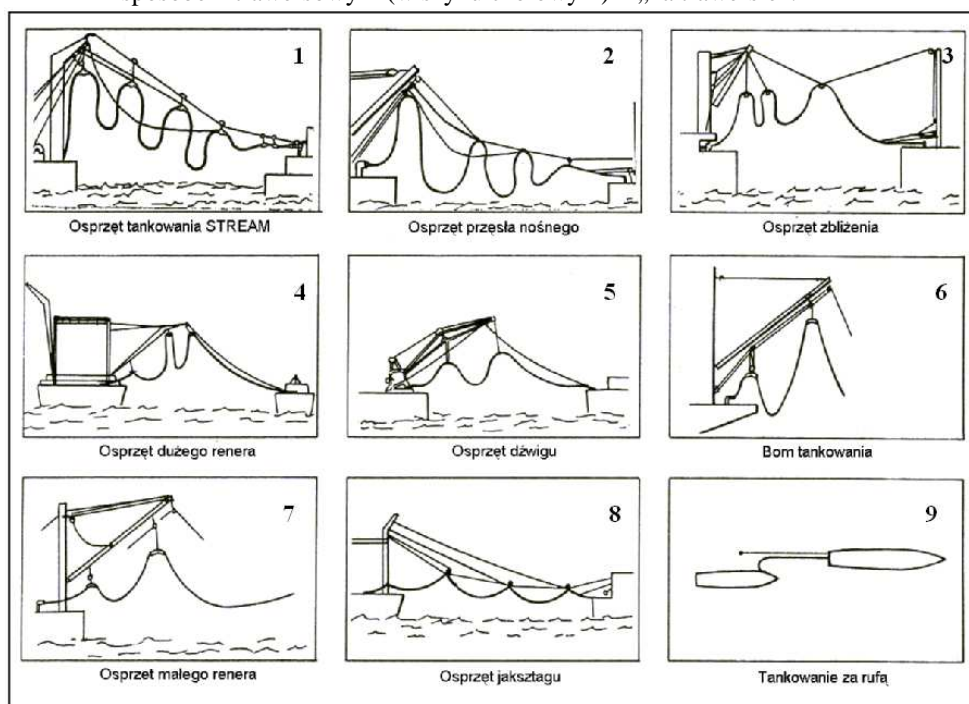 1
2
3
Osprzęt tankowania STREAM
Osprzęt przęsła nośnego
Osprzęt zbliżenia
4
5
6
Osprzęt dużego renera
Osprzęt dźwigu
Bom tankowania
7
8
9
Osprzęt małego renera
Osprzęt jaksztagu
Tankowanie za rufą